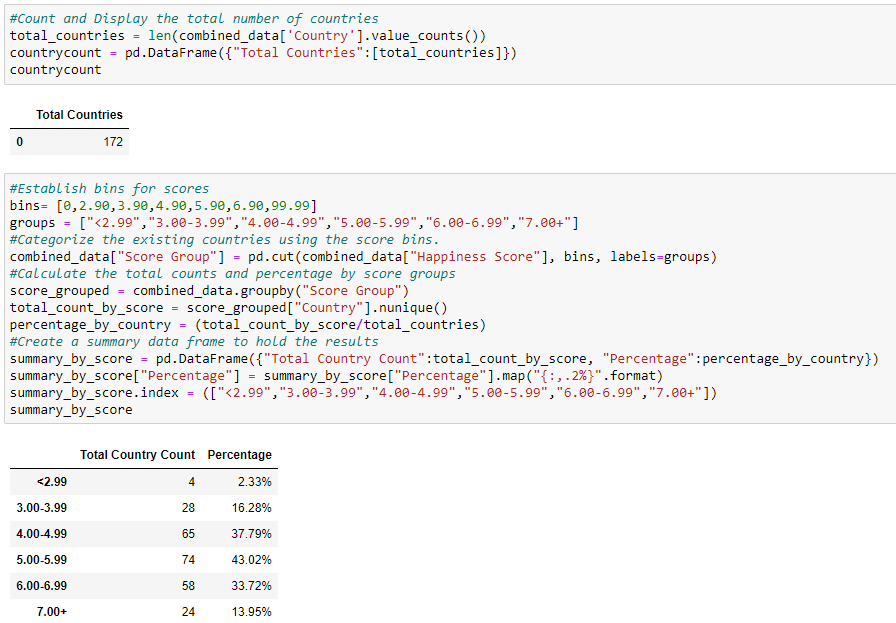 #Count and Display the total number of countries
total_countries = len(combined_data['Country'].value_counts())
countrycount = pd.DataFrame({"Total Countries":[total_countries]})
countrycount
Total Countries
0 172
#Establish bins for scores
bins= [0,2.90,3.90,4.90,5.90,6.90,99.99]
groups = ["<2.99","3.00-3.99","4.00-4.99","5.00-5.99","6.00-6.99","7.00+"]
#Categorize the existing countries using the score bins.
combined_data["Score Group"] = pd.cut(combined_data["Happiness Score"], bins, labels=groups)
#Calculate the total counts and percentage by score groups
score_grouped = combined_data.groupby("Score Group")
total_count_by_score = score_grouped["Country"].nunique()
percentage_by_country = (total_count_by_score/total_countries)
#Create a summary data frame to hold the results
summary_by_score = pd.DataFrame({"Total Country Count":total_count_by_score, "Percentage":percentage_by_country})
summary_by_score["Percentage"] = summary_by_score["Percentage"].map("{:,.2%}".format)
summary_by_score.index = (["<2.99","3.00-3.99","4.00-4.99","5.00-5.99","6.00-6.99","7.00+"])
summary_by_score
Total Country Count Percentage
<2.99 4 2.33%
3.00-3.99 28 16.28%
4.00-4.99 65 37.79%
5.00-5.99 74 43.02%
6.00-6.99 58 33.72%
7.00+ 24 13.95%